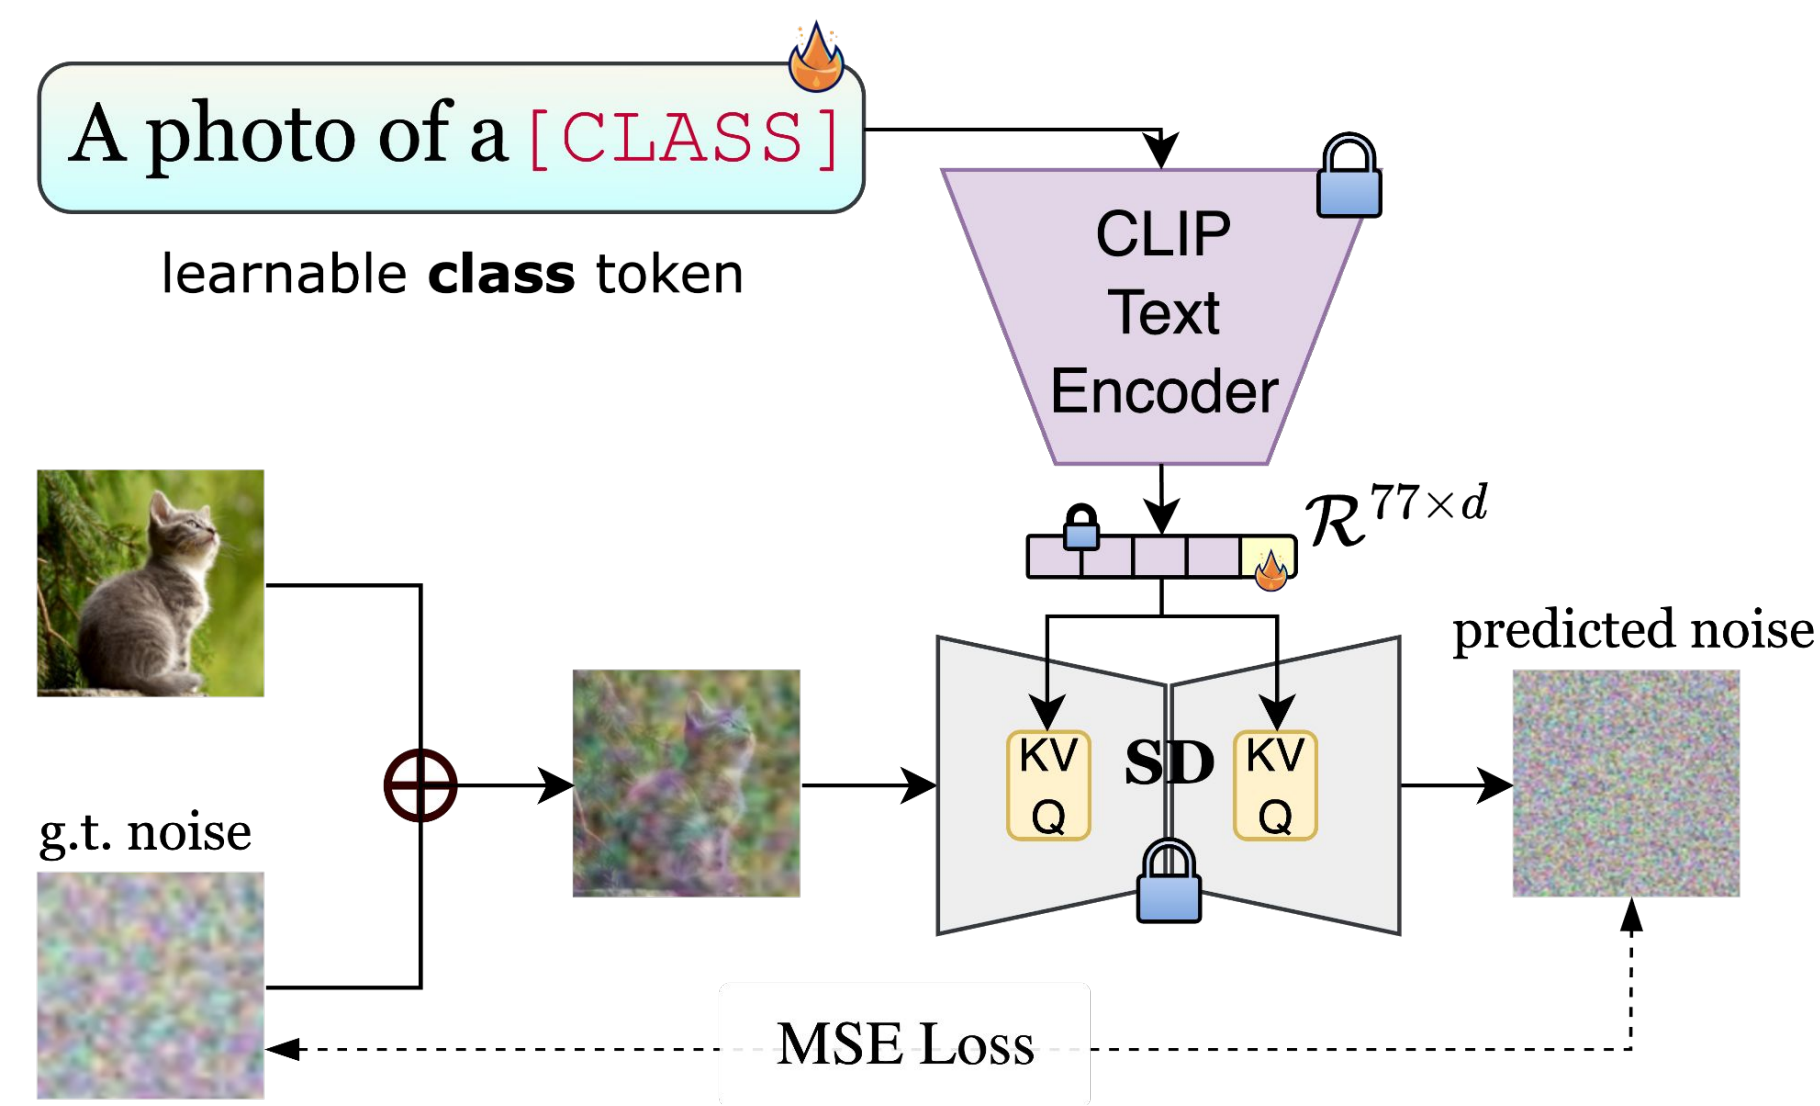 A photo of a [CLASS]
learnable class token
CLIP
Text
Encoder
R^77×d
predicted noise
KV
Q
SD
KV
Q
g.t. noise
MSE Loss